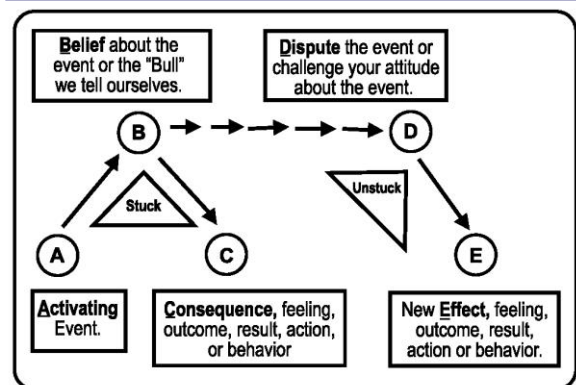 Belief about the
event or the “Bull”
we tell ourselves.
Dispute the event or
challenge your attitude
about the event.
B
D
Stuck
Unstuck
A
C
E
Activating
Event.
Consequence, feeling,
outcome, result, action,
or behavior
New Effect, feeling,
outcome, result,
action or behavior.